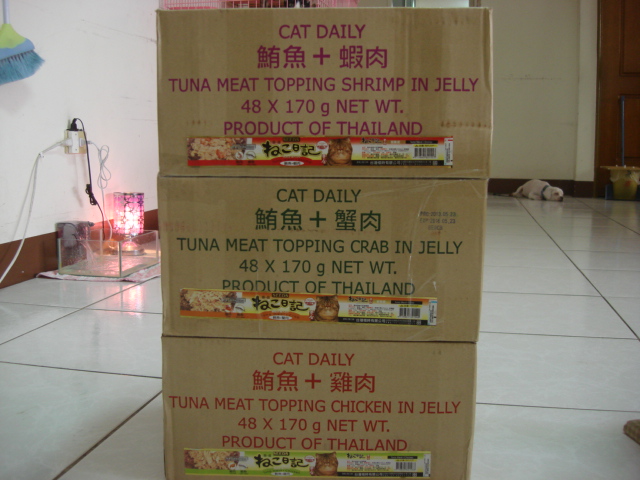 CAT DAILY
鮪魚＋蝦肉
TUNA MEAT TOPPING SHRIMP IN JELLY
48 X 170 g NET WT.
PRODUCT OF THAILAND
ねこ日記
CAT DAILY
鮪魚＋蟹肉
TUNA MEAT TOPPING CRAB IN JELLY
48 X 170 g NET WT.
PRODUCT OF THAILAND
ねこ日記
CAT DAILY
鮪魚＋雞肉
TUNA MEAT TOPPING CHICKEN IN JELLY
48 X 170 g NET WT.
PRODUCT OF THAILAND
ねこ日記